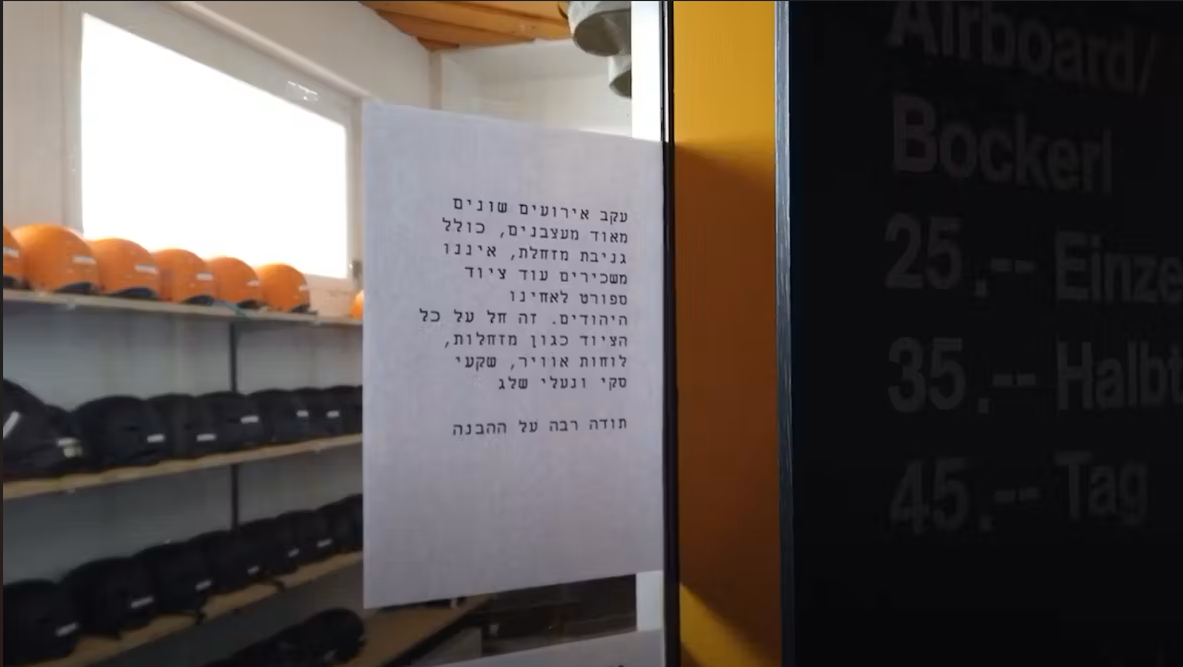 עקב אירועים שונים
מאוד מעצבנים, כולל
גניבת מזחלת, איננו
משכירים עוד ציוד
ספורט לאחינו
היהודים. זה חל על כל
הציוד כגון מזחלות,
לוחות אוויר, שקעי
סקי ונעלי שלג
תודה רבה על ההבנה
Airboard/
Bockerl
25.-- Einze
35.-- Halbt
45.-- Tag